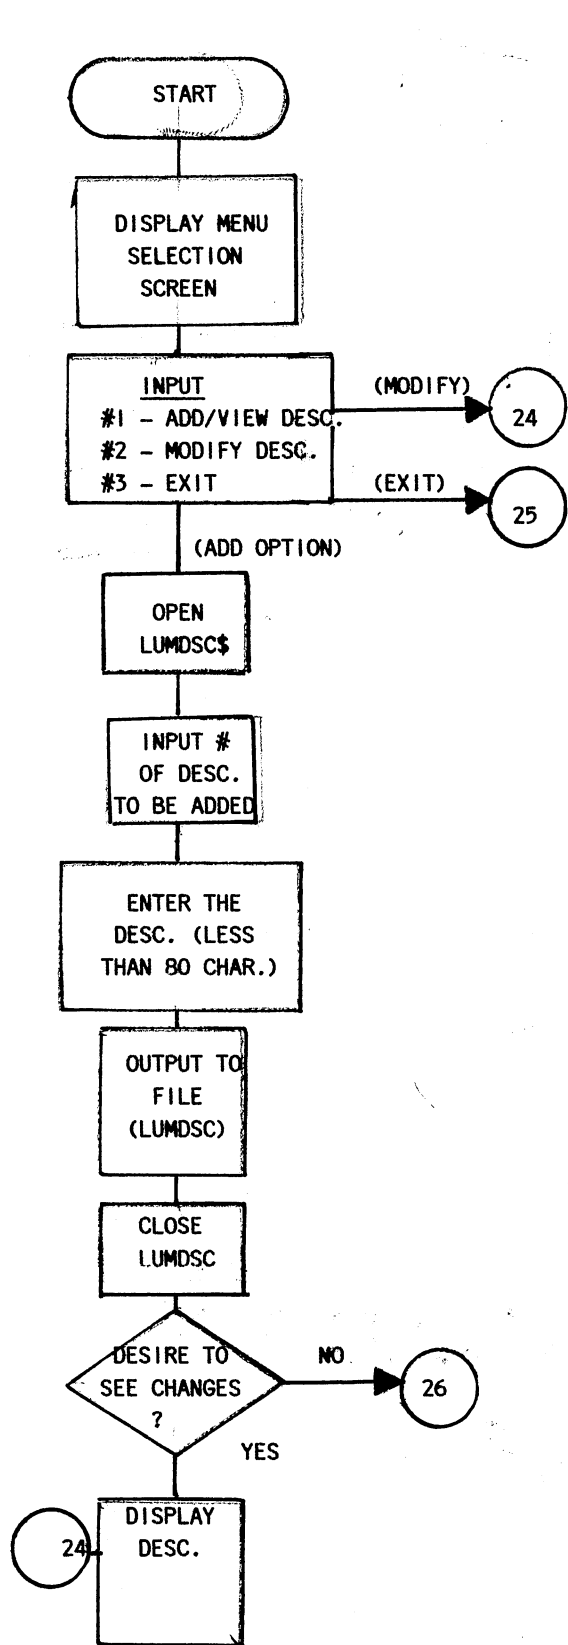 START
DISPLAY MENU
SELECTION
SCREEN
INPUT
#1 - ADD/VIEW DESC.
#2 - MODIFY DESC.
#3 - EXIT
(MODIFY)
24
(EXIT)
25
(ADD OPTION)
OPEN
LUMDSC$
INPUT #
OF DESC.
TO BE ADDED
ENTER THE
DESC. (LESS
THAN 80 CHAR.)
OUTPUT TO
FILE
(LUMDSC)
CLOSE
LUMDSC
DESIRE TO
SEE CHANGES
?
NO
26
YES
DISPLAY
DESC.
24